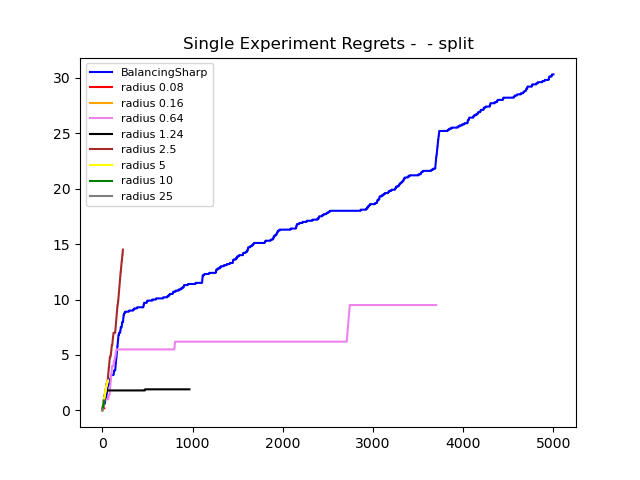 Single Experiment Regrets -  - split
BalancingSharp
radius 0.08
radius 0.16
radius 0.64
radius 1.24
radius 2.5
radius 5
radius 10
radius 25
30
25
20
15
10
5
0
0 1000 2000 3000 4000 5000